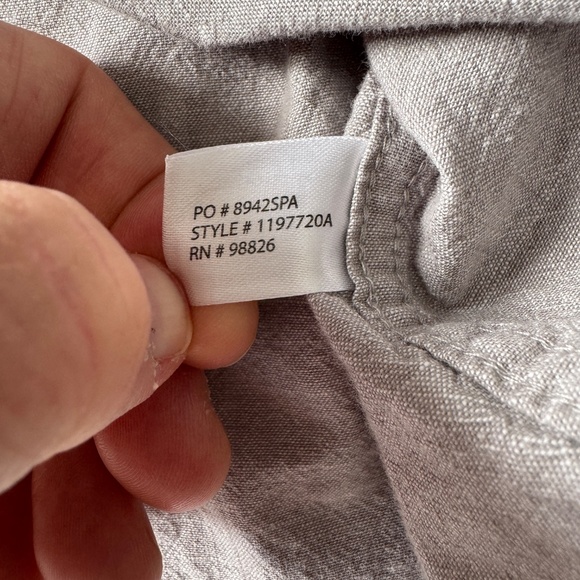 PO # 8942SPA
STYLE # 1197720A
RN # 98826